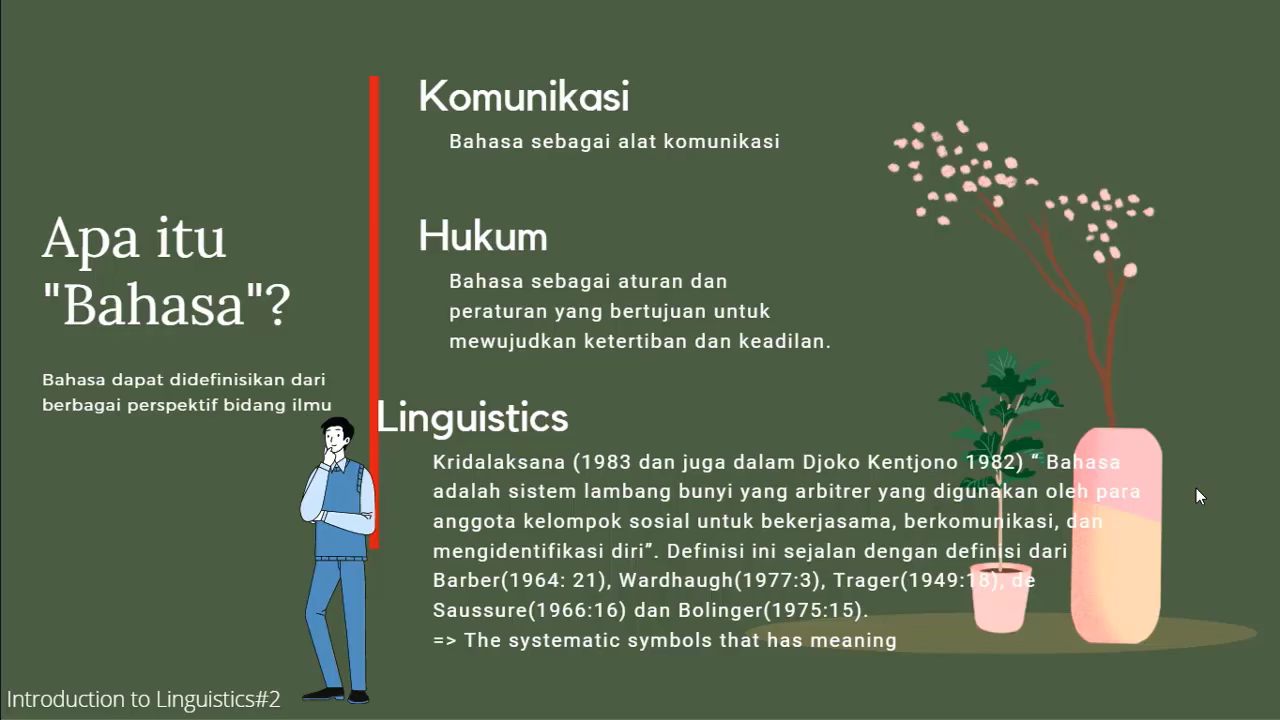 Apa itu
"Bahasa"?
Bahasa dapat didefinisikan dari
berbagai perspektif bidang ilmu
Komunikasi
Bahasa sebagai alat komunikasi
Hukum
Bahasa sebagai aturan dan
peraturan yang bertujuan untuk
mewujudkan ketertiban dan keadilan.
Linguistics
Kridalaksana (1983 dan juga dalam Djoko Kentjono 1982) “ Bahasa
adalah sistem lambang bunyi yang arbitrer yang digunakan oleh para
anggota kelompok sosial untuk bekerjasama, berkomunikasi, dan
mengidentifikasi diri”. Definisi ini sejalan dengan definisi dari
Barber(1964: 21), Wardhaugh(1977:3), Trager(1949:18), de
Saussure(1966:16) dan Bolinger(1975:15).
=> The systematic symbols that has meaning
Introduction to Linguistics#2